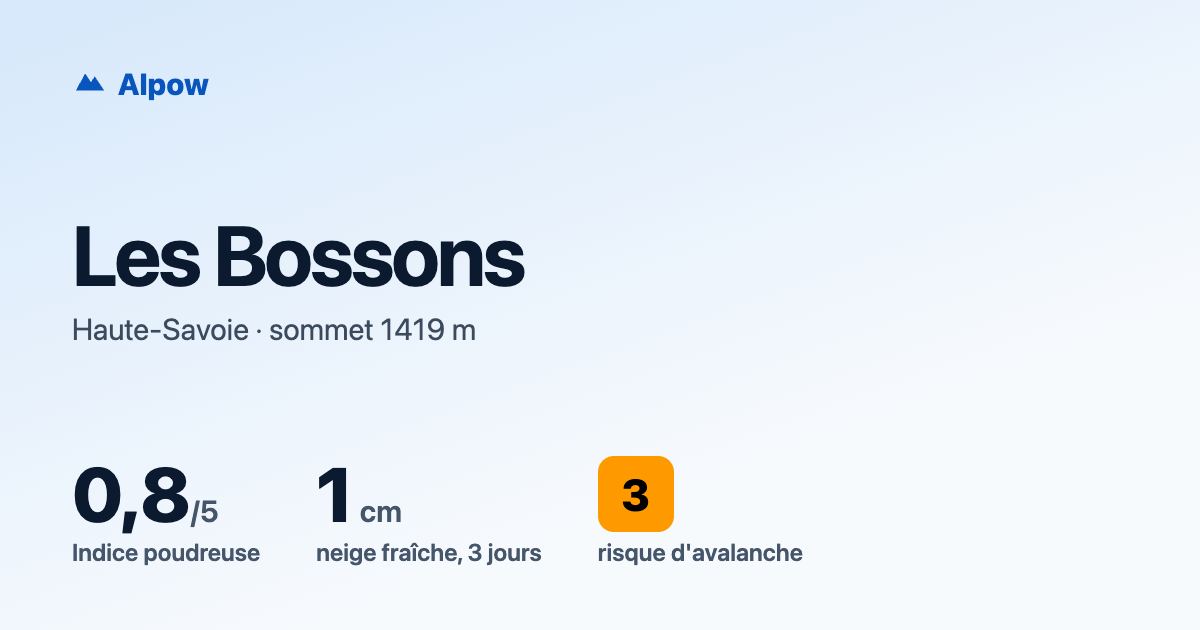 Alpow
Les Bossons
Haute-Savoie · sommet 1419 m
0,8/5
Indice poudreuse
1 cm
neige fraîche, 3 jours
3
risque d'avalanche